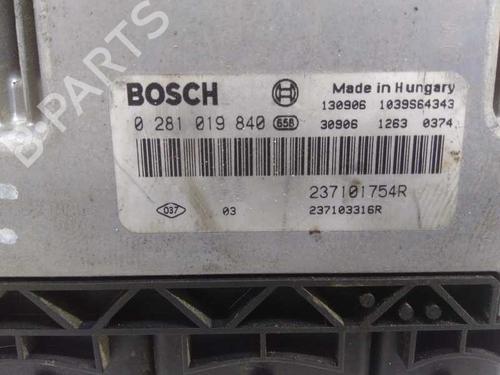 BOSCH
Made in Hungary
130906 1039S64343
0 281 019 840 658
30906 1263 0374
237101754R
037 03 237103316R
B-PARTS